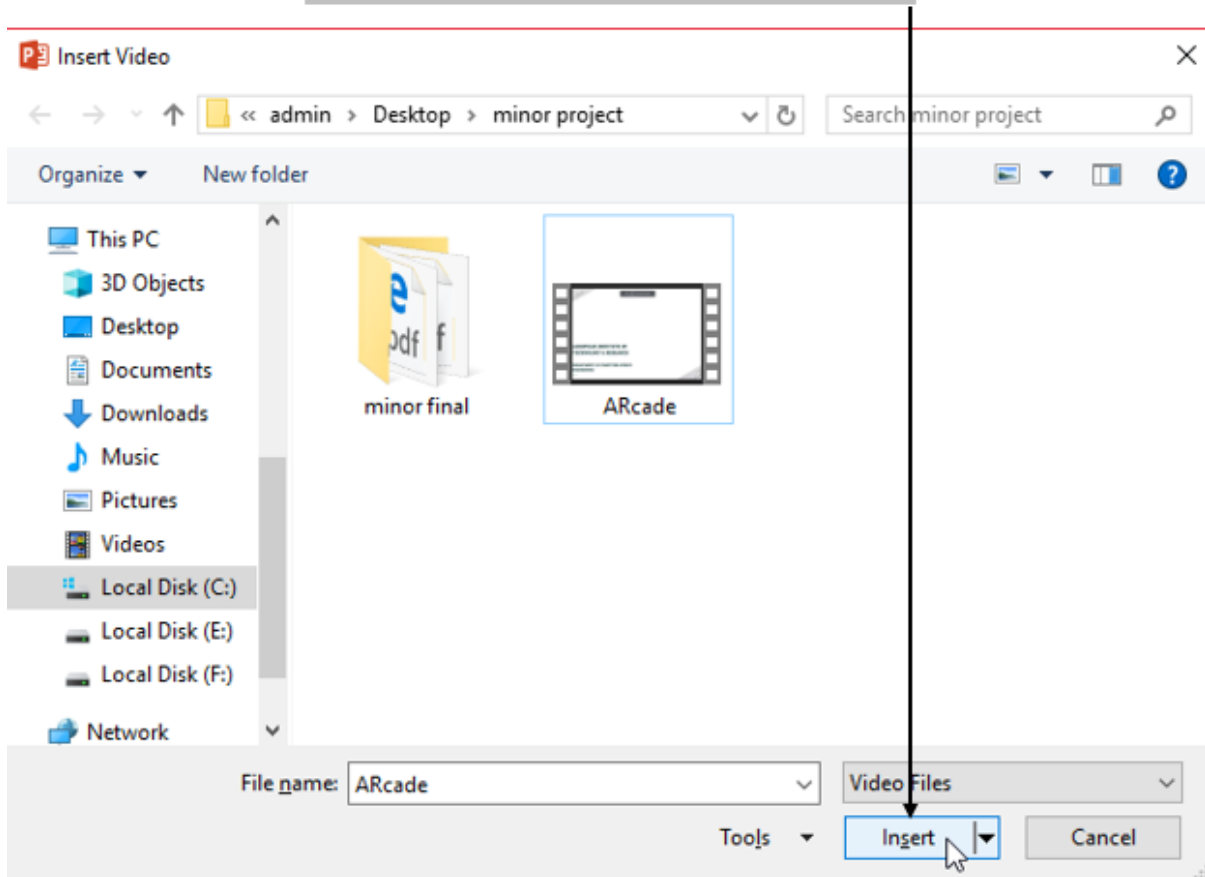 Insert Video
« admin > Desktop > minor project
Search minor project
Organize
New folder
This PC
3D Objects
Desktop
Documents
Downloads
Music
Pictures
Videos
Local Disk (C:)
Local Disk (E:)
Local Disk (F:)
Network
pdf f
minor final
ARcade
File name: ARcade
Video Files
Tools
Insert
Cancel